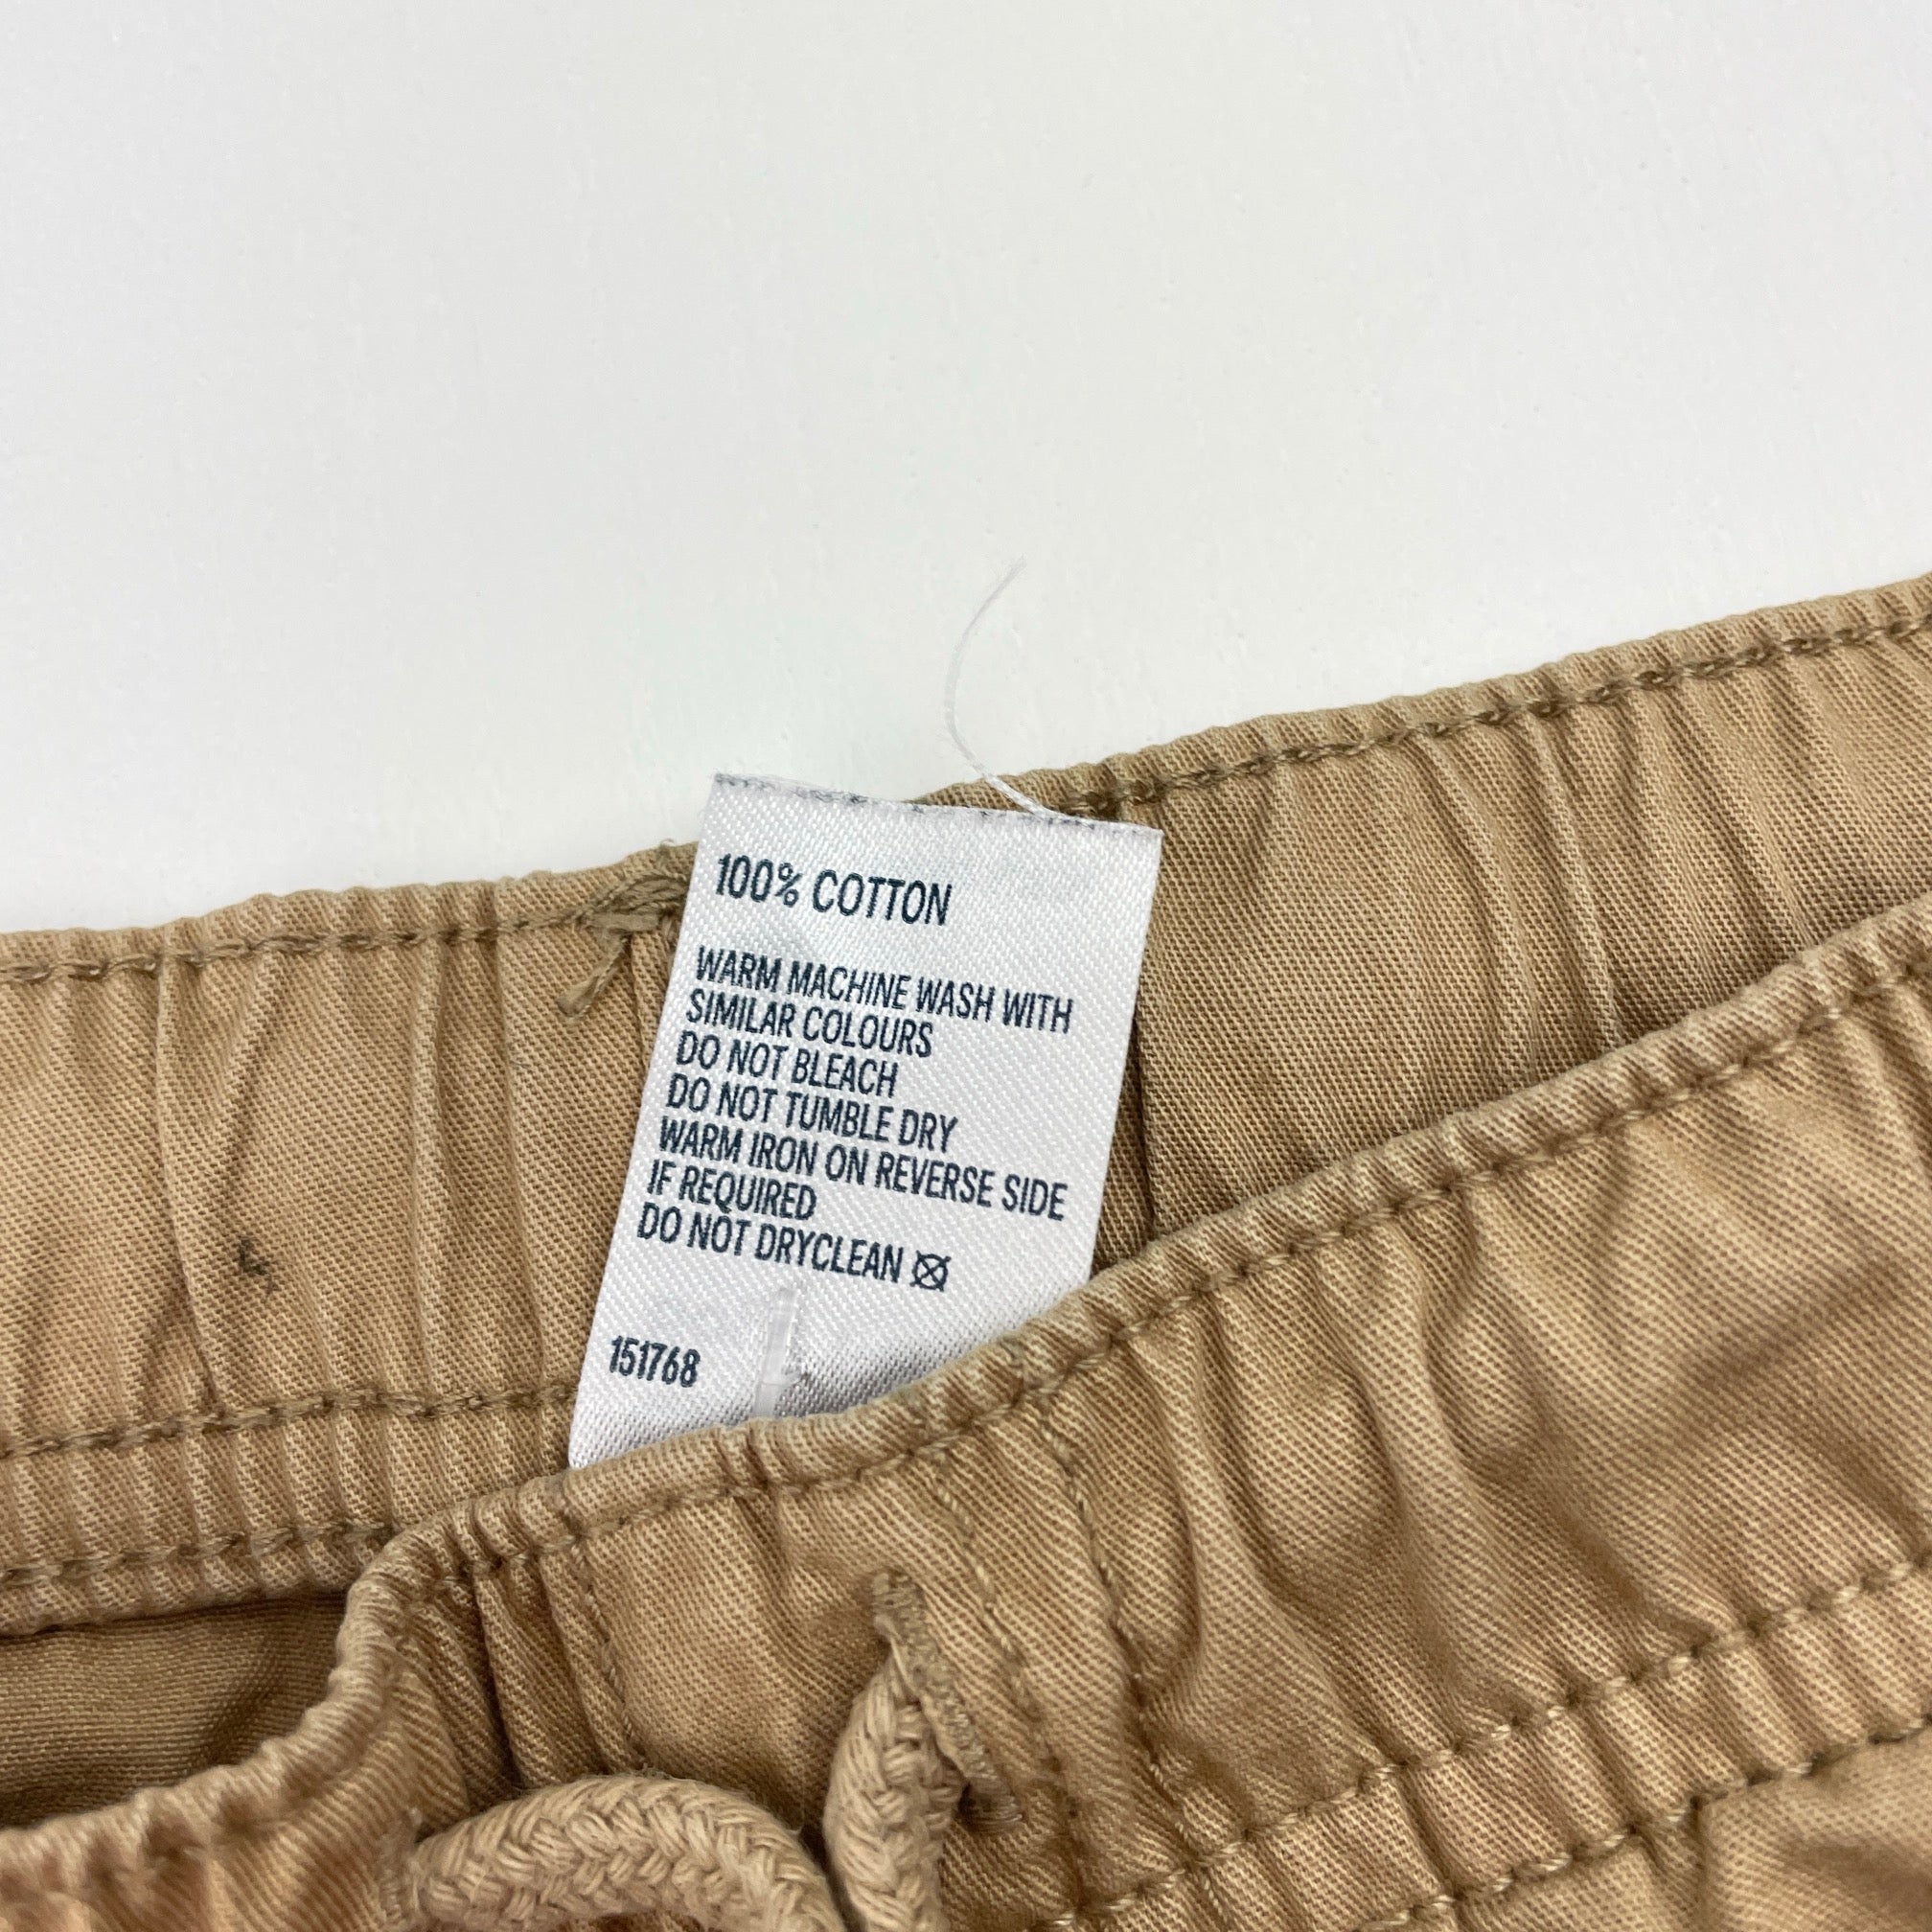 100% COTTON
WARM MACHINE WASH WITH
SIMILAR COLOURS
DO NOT BLEACH
DO NOT TUMBLE DRY
WARM IRON ON REVERSE SIDE
IF REQUIRED
DO NOT DRYCLEAN
151768